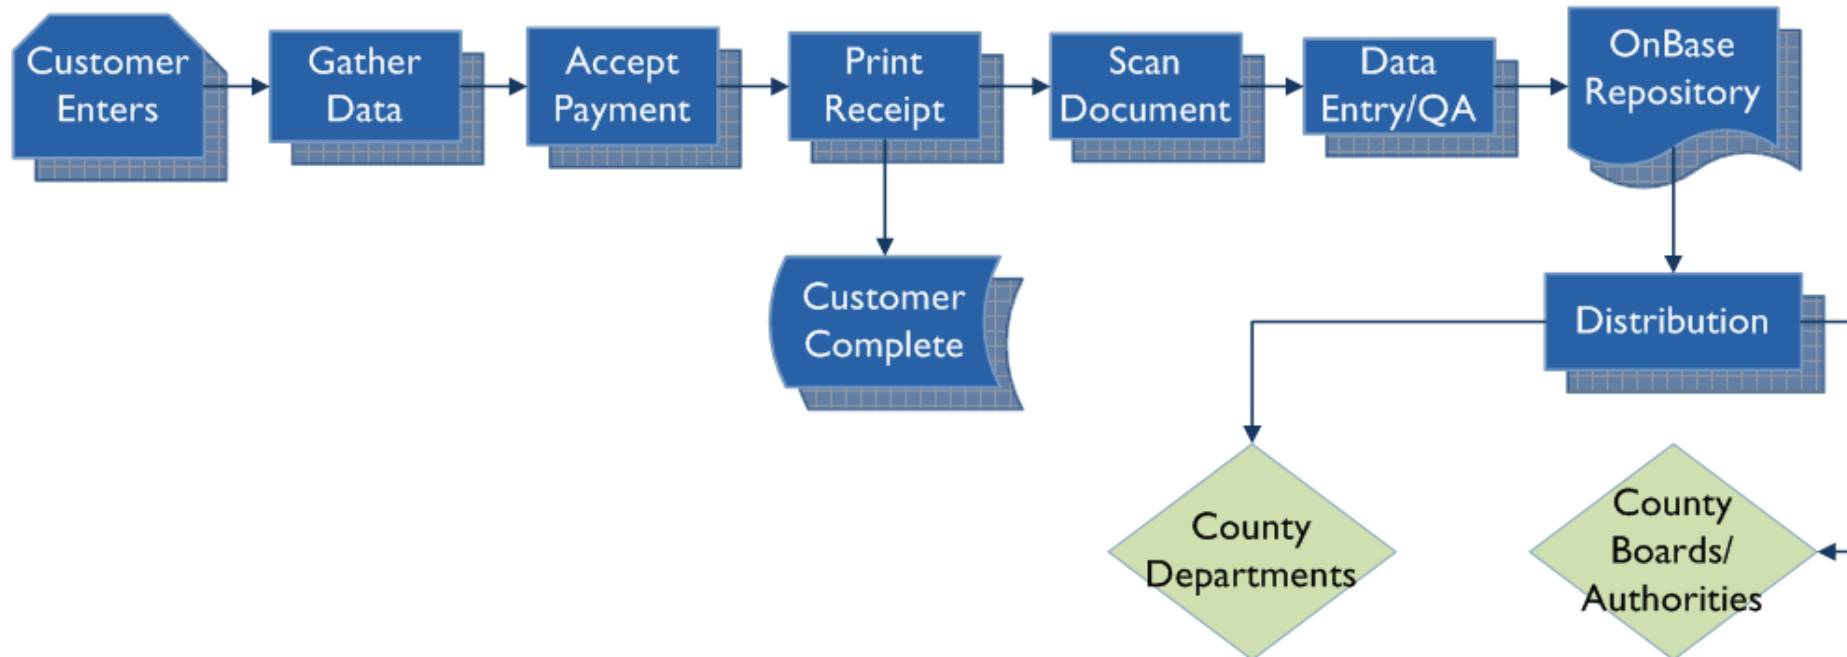 Customer
Enters
Gather
Data
Accept
Payment
Print
Receipt
Scan
Document
Data
Entry/QA
OnBase
Repository
Customer
Complete
Distribution
County
Departments
County
Boards/
Authorities